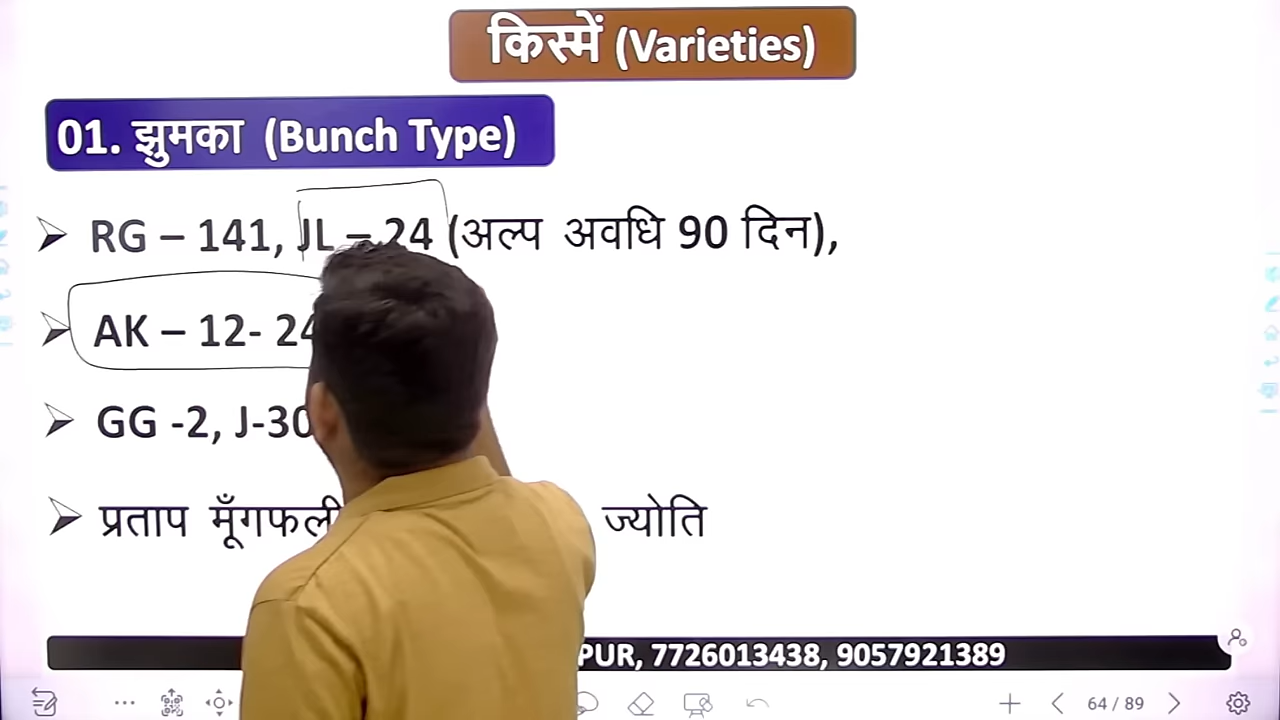 किस्में (Varieties)
01. झुमका (Bunch Type)
RG – 141, JL – 24 (अल्प अवधि 90 दिन),
AK – 12- 24
GG -2, J-30
प्रताप मूँगफली ज्योति
7726013438, 9057921389
64 / 89